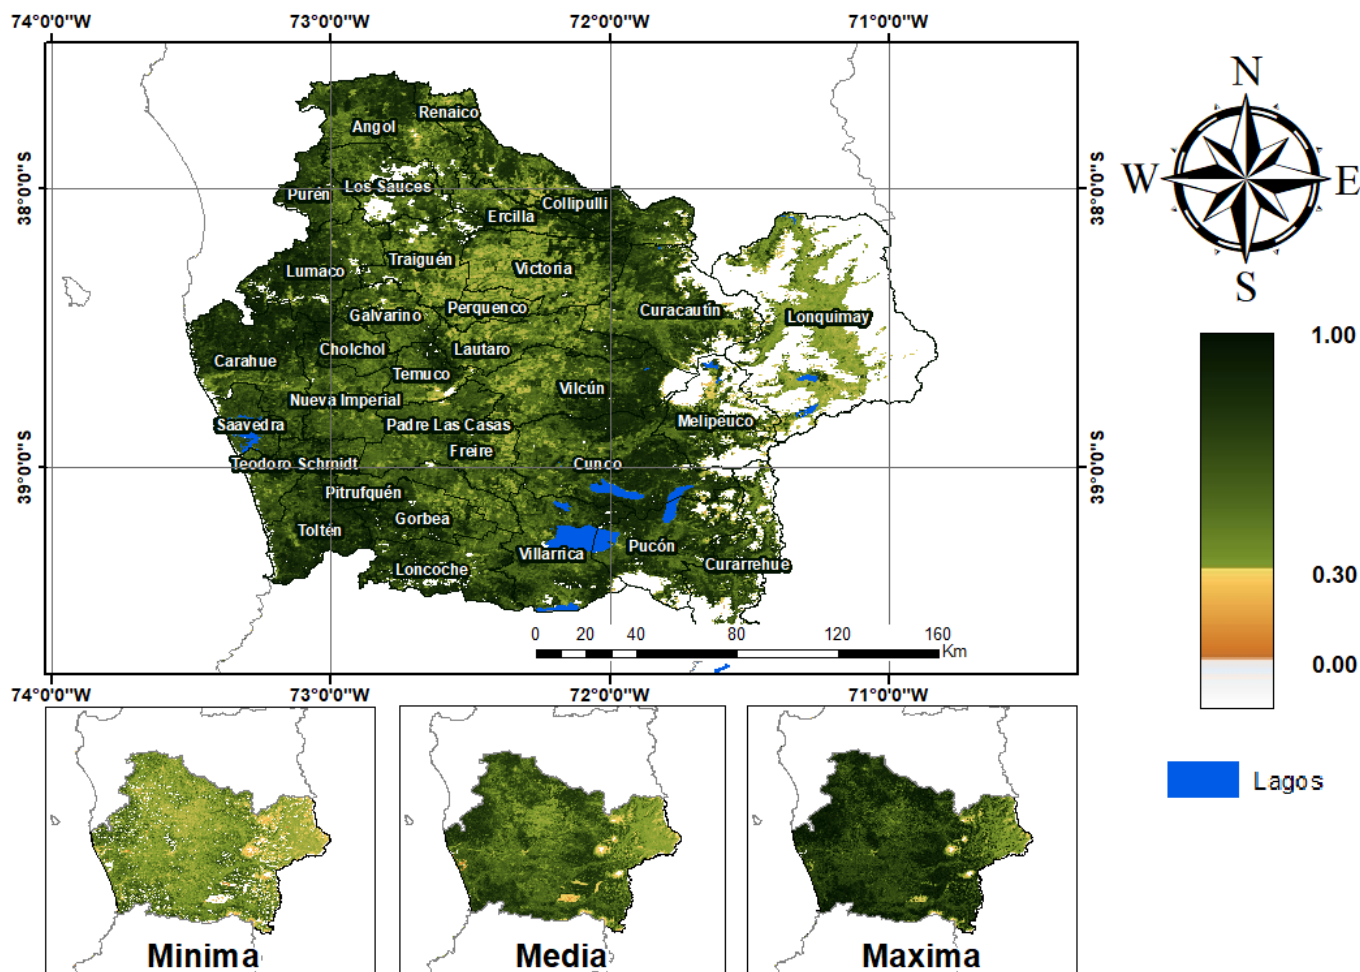 74°0'0"W 73°0'0"W 72°0'0"W 71°0'0"W
N
W E
S
38°0'0"S 38°0'0"S
39°0'0"S 39°0'0"S
Renaico
Angol
Los Sauces
Purén
Collipulli
Ercilla
Traiguén
Victoria
Lumaco
Perquenco
Curacautín
Galvarino
Lonquimay
Cholchol
Lautaro
Carahue
Temuco
Vilcún
Nueva Imperial
Saavedra
Padre Las Casas
Melipeuco
Freire
Teodoro Schmidt
Cunco
Pitrufquén
Gorbea
Toltén
Pucón
Villarrica
Curarrehue
Loncoche
0 20 40 80 120 160
Km
74°0'0"W 73°0'0"W 72°0'0"W 71°0'0"W
1.00
0.30
0.00
Lagos
Minima
Media
Maxima